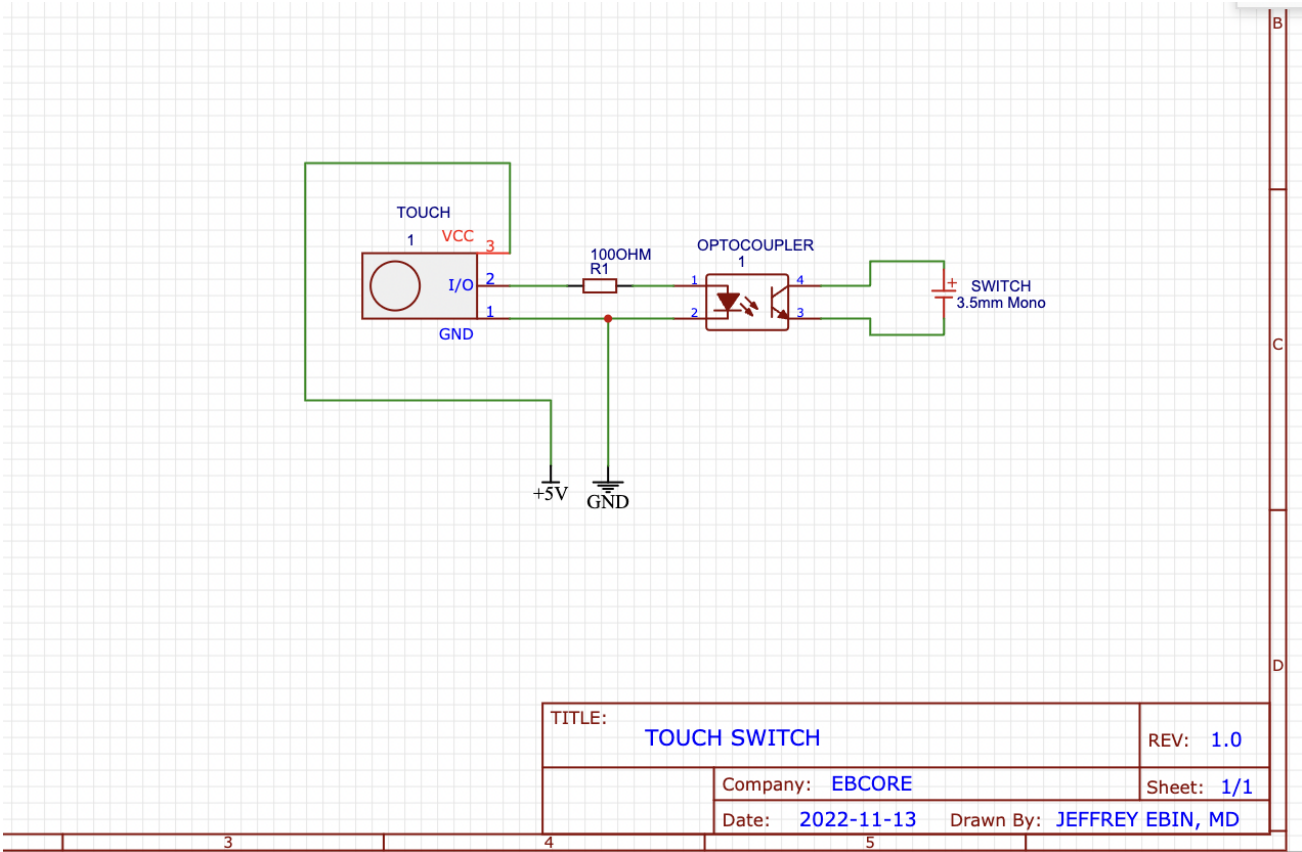 B
TOUCH
1
VCC
3
I/O
2
1
GND
100OHM
R1
OPTOCOUPLER
1
1
2
4
3
+
SWITCH
3.5mm Mono
C
+5V
GND
D
TITLE:
TOUCH SWITCH
REV: 1.0
Company: EBCORE
Sheet: 1/1
Date: 2022-11-13
Drawn By: JEFFREY EBIN, MD
3
4
5